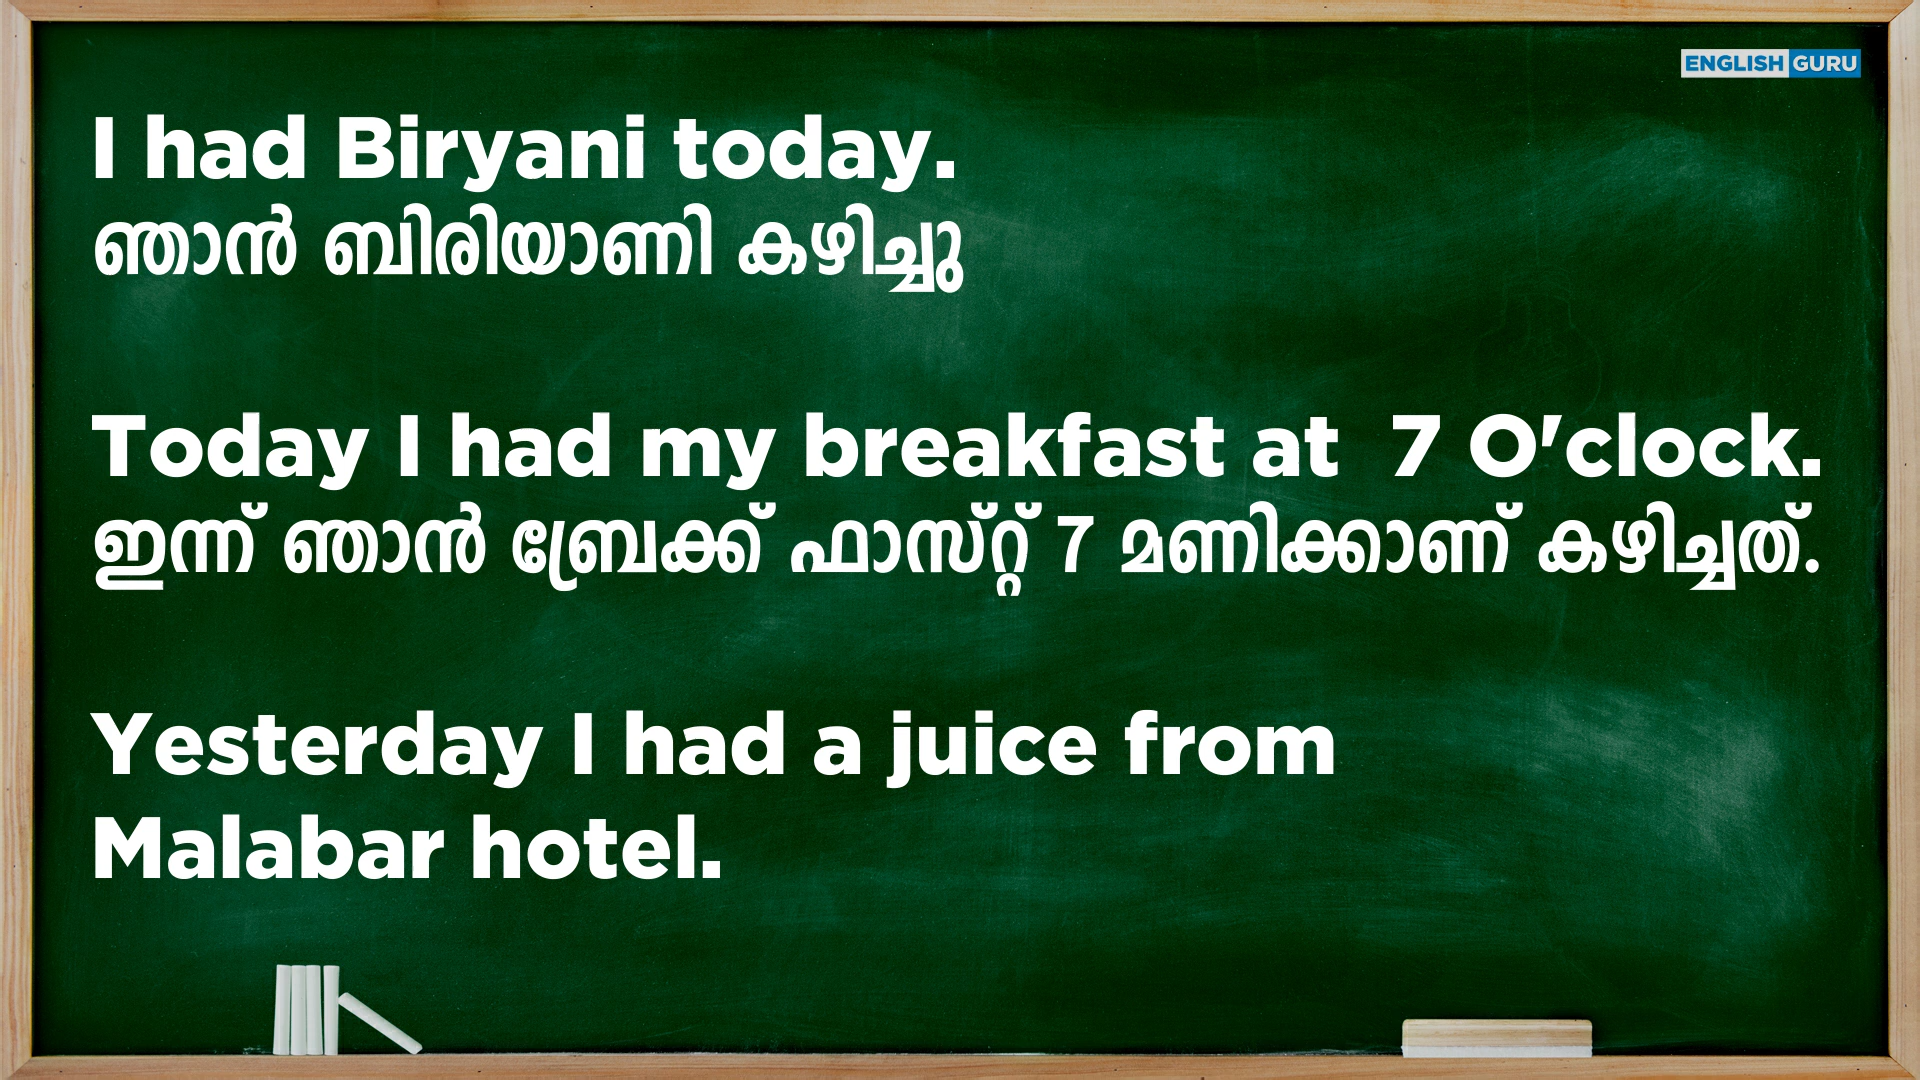 ENGLISH GURU
I had Biryani today.
ഞാൻ ബിരിയാണി കഴിച്ചു
Today I had my breakfast at 7 O'clock.
ഇന്ന് ഞാൻ ബ്രേക്ക് ഫാസ്റ്റ് 7 മണിക്കാണ് കഴിച്ചത്.
Yesterday I had a juice from
Malabar hotel.